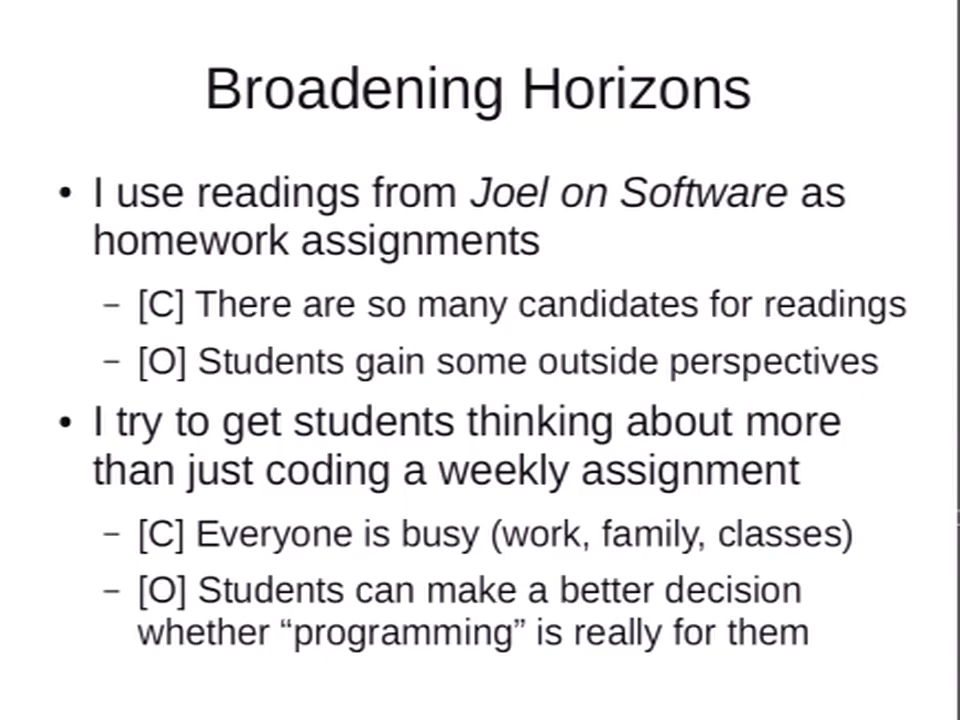 Broadening Horizons
• I use readings from Joel on Software as
homework assignments
– [C] There are so many candidates for readings
– [O] Students gain some outside perspectives
• I try to get students thinking about more
than just coding a weekly assignment
– [C] Everyone is busy (work, family, classes)
– [O] Students can make a better decision
whether “programming” is really for them